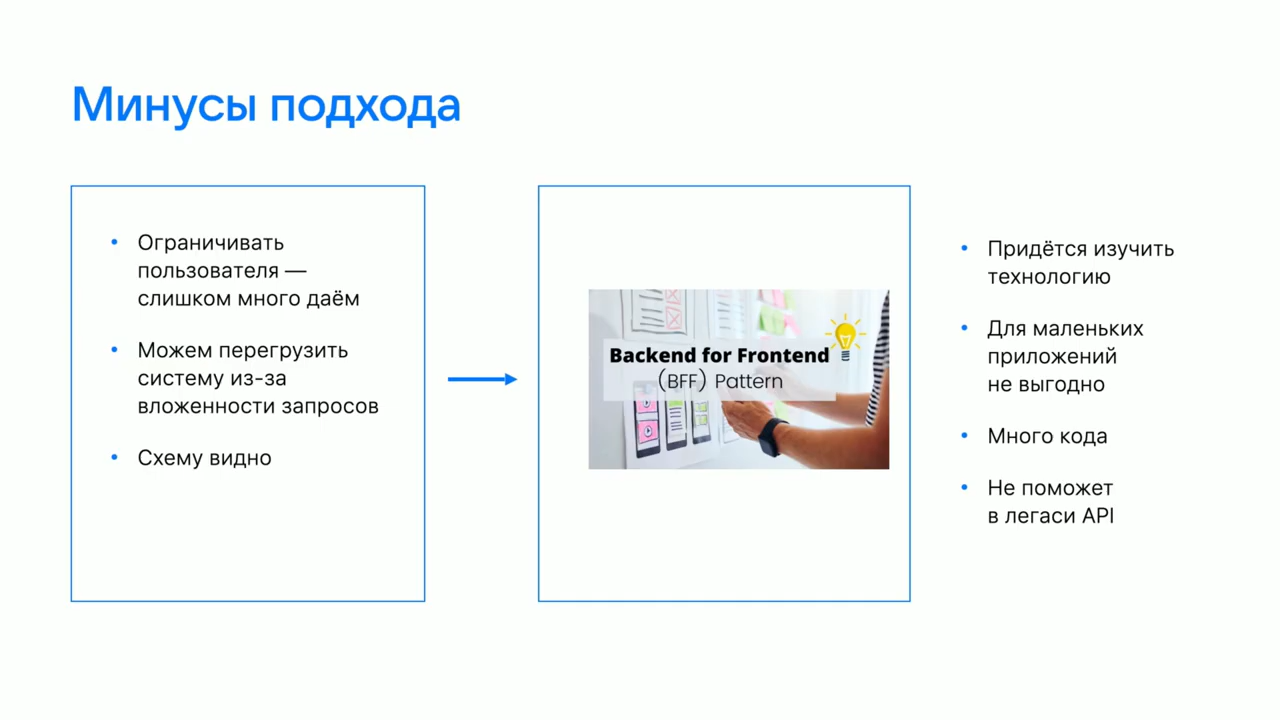 Минусы подхода
Ограничивать
пользователя —
слишком много даём
Можем перегрузить
систему из-за
вложенности запросов
Схему видно
Backend for Frontend
(BFF) Pattern
Придётся изучить
технологию
Для маленьких
приложений
не выгодно
Много кода
Не поможет
в легаси API